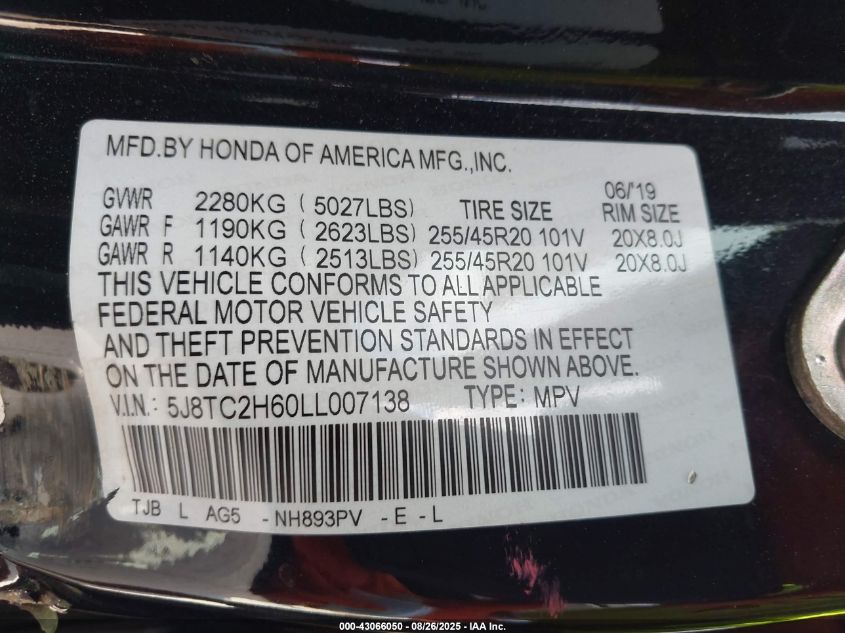 MFD.BY HONDA OF AMERICA MFG.,INC.
06/'19
GVWR 2280KG ( 5027LBS) TIRE SIZE RIM SIZE
GAWR F 1190KG ( 2623LBS) 255/45R20 101V 20X8.0J
GAWR R 1140KG ( 2513LBS) 255/45R20 101V 20X8.0J
THIS VEHICLE CONFORMS TO ALL APPLICABLE
FEDERAL MOTOR VEHICLE SAFETY
AND THEFT PREVENTION STANDARDS IN EFFECT
ON THE DATE OF MANUFACTURE SHOWN ABOVE.
V.I.N.: 5J8TC2H60LL007138 TYPE: MPV
TJB L AG5 -NH893PV - E - L
000-43066050 - 08/26/2025 - IAA Inc.